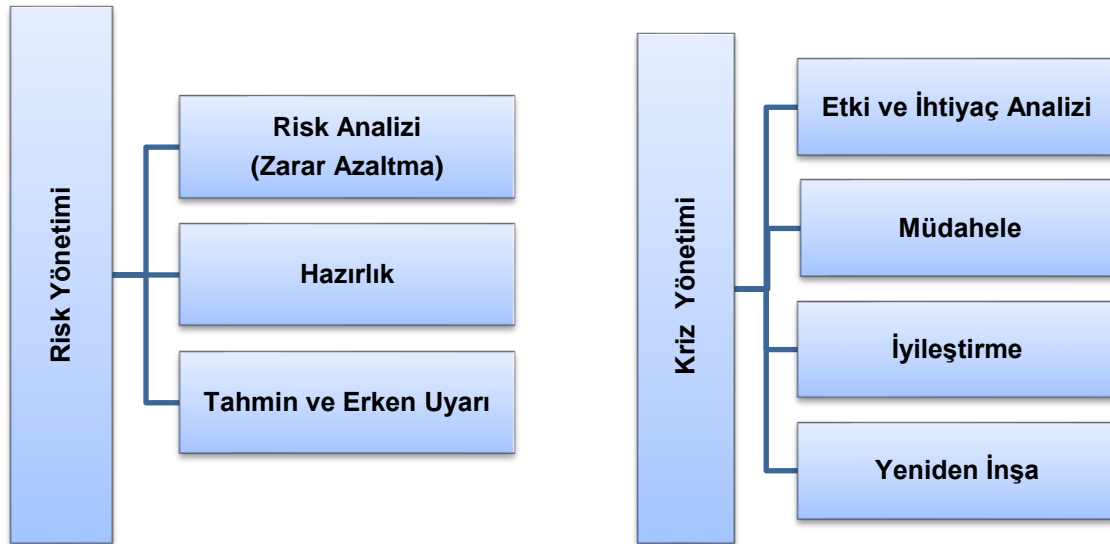 Risk Yönetimi
Risk Analizi
(Zarar Azaltma)
Hazırlık
Tahmin ve Erken Uyarı
Kriz Yönetimi
Etki ve İhtiyaç Analizi
Müdahele
İyileştirme
Yeniden İnşa